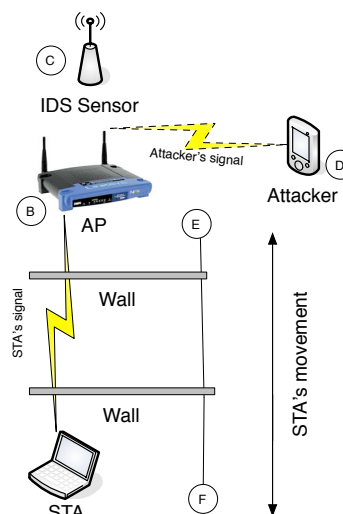 C
IDS Sensor
Attacker's signal
D
Attacker
B
AP
E
Wall
STA's signal
STA's movement
Wall
F
STA